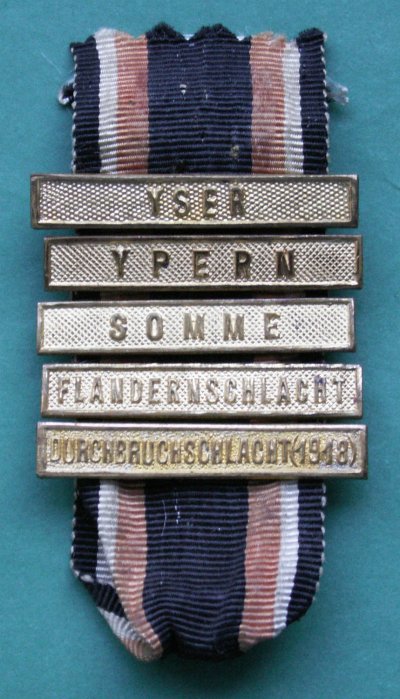 YSER
YPERN
SOMME
FLANDERNSCHLACHT
DURCHBRUCHSCHLACHT(1918)